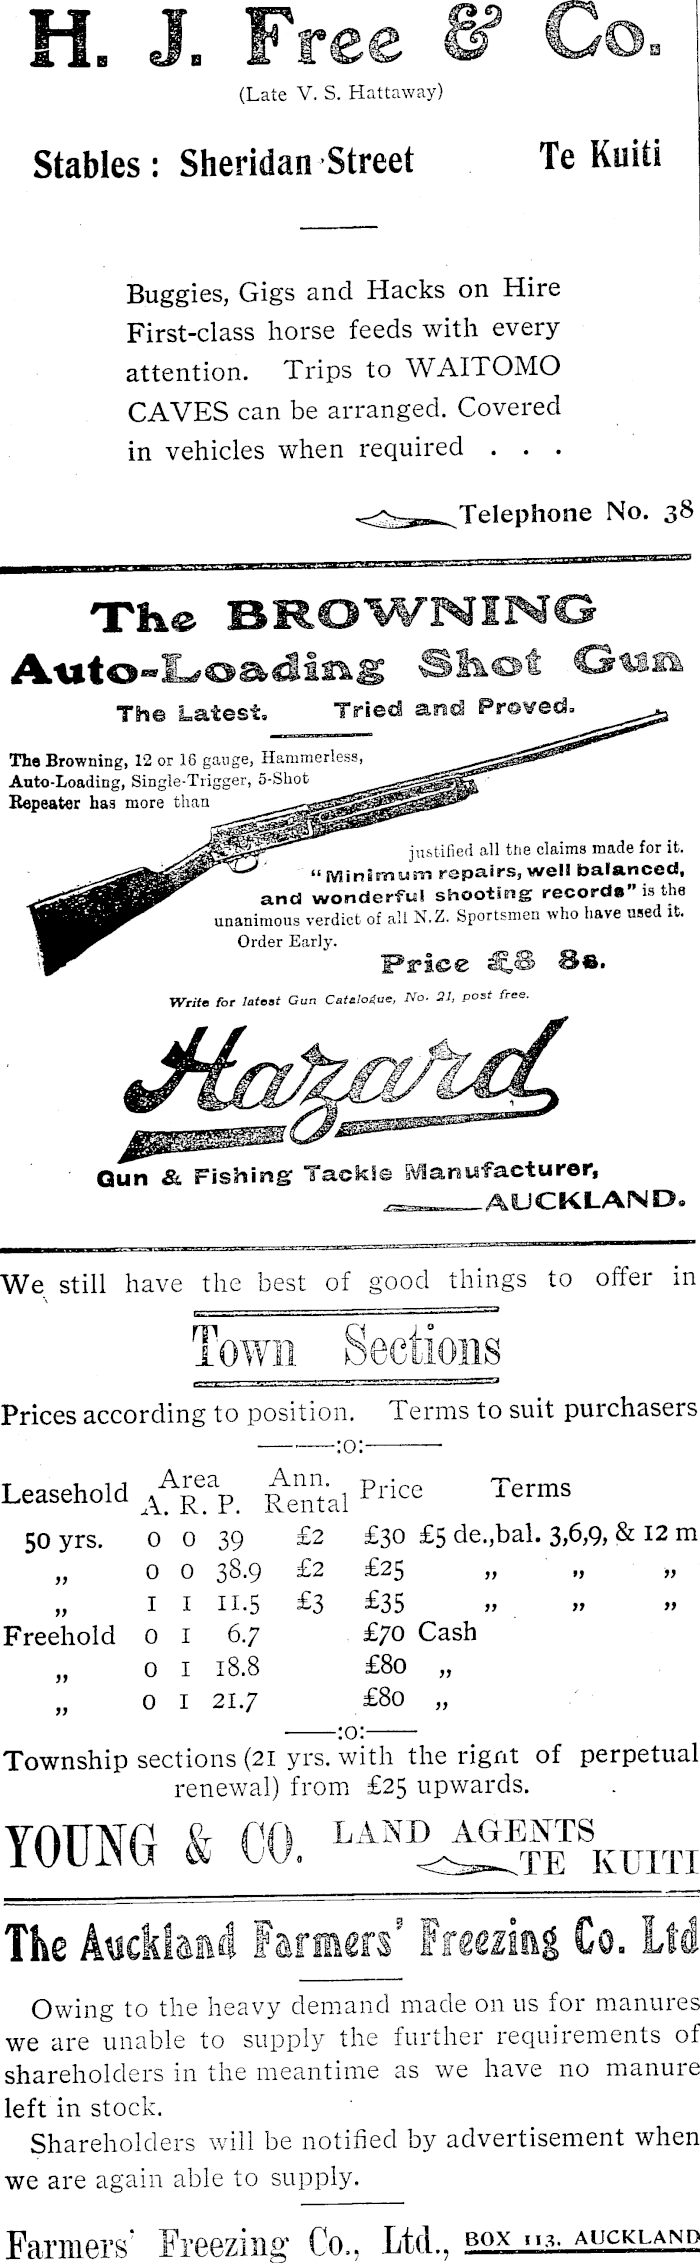 H. J. Free & Co.
(Late V. S. Hattaway)
Stables : Sheridan Street Te Kuiti
Buggies, Gigs and Hacks on Hire
First-class horse feeds with every
attention. Trips to WAITOMO
CAVES can be arranged. Covered
in vehicles when required . . .
Telephone No. 38
The BROWNING
Auto-Loading Shot Gun
The Latest. Tried and Proved.
The Browning, 12 or 16 gauge, Hammerless,
Auto-Loading, Single-Trigger, 5-Shot
Repeater has more than
justified all the claims made for it.
"Minimum repairs, well balanced,
and wonderful shooting records" is the
unanimous verdict of all N.Z. Sportsmen who have used it.
Order Early.
Price £8 8s.
Write for latest Gun Catalogue, No. 21, post free.
Hazard
Gun & Fishing Tackle Manufacturer,
AUCKLAND.
We still have the best of good things to offer in
Town Sections
Prices according to position. Terms to suit purchasers
:o:
Leasehold Area Ann. Price Terms
A. R. P. Rental
50 yrs. 0 0 39 £2 £30 £5 de.,bal. 3,6,9, & 12 m
,, 0 0 38.9 £2 £25 ,, ,, ,,
,, 1 1 11.5 £3 £35 ,, ,, ,,
Freehold 0 1 6.7 £70 Cash
,, 0 1 18.8 £80 ,,
,, 0 1 21.7 £80 ,,
:o:
Township sections (21 yrs. with the right of perpetual
renewal) from £25 upwards.
YOUNG & CO. LAND AGENTS
TE KUITI
The Auckland Farmers' Freezing Co. Ltd
Owing to the heavy demand made on us for manures
we are unable to supply the further requirements of
shareholders in the meantime as we have no manure
left in stock.
Shareholders will be notified by advertisement when
we are again able to supply.
Farmers' Freezing Co., Ltd., BOX 113, AUCKLAND